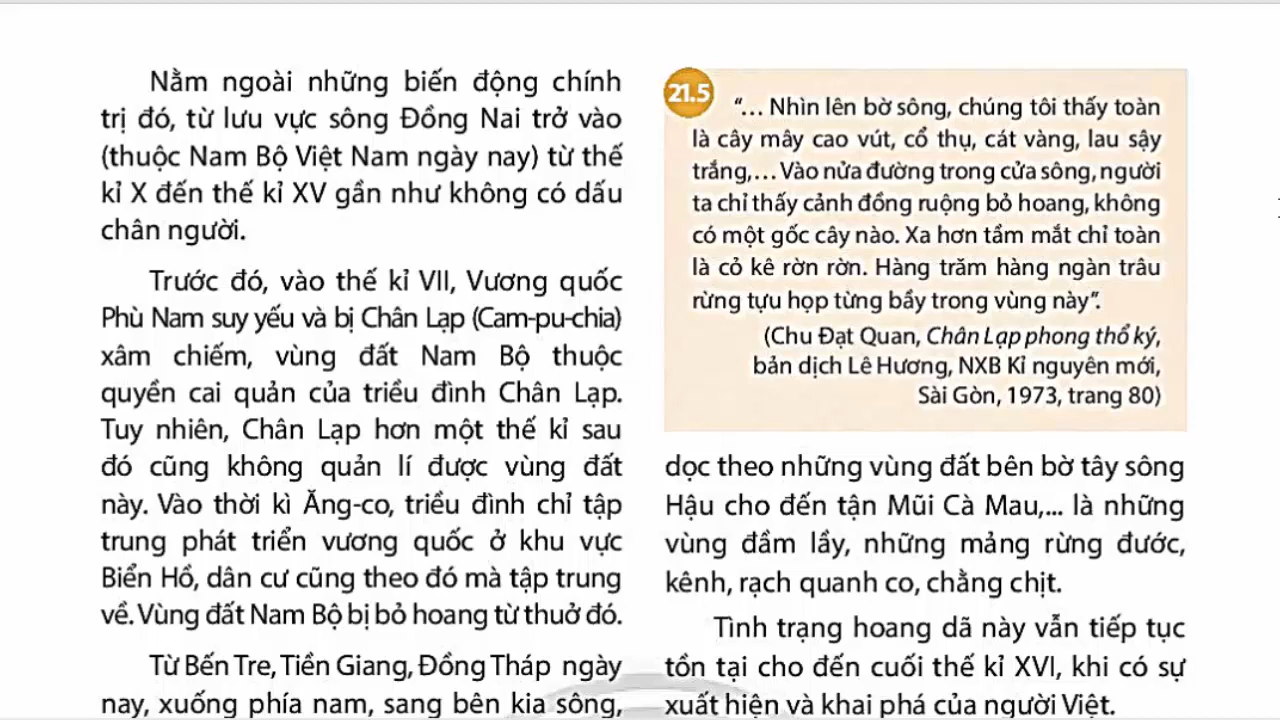 Nằm ngoài những biến động chính
trị đó, từ lưu vực sông Đồng Nai trở vào
(thuộc Nam Bộ Việt Nam ngày nay) từ thế
kỉ X đến thế kỉ XV gần như không có dấu
chân người.
Trước đó, vào thế kỉ VII, Vương quốc
Phù Nam suy yếu và bị Chân Lạp (Cam-pu-chia)
xâm chiếm, vùng đất Nam Bộ thuộc
quyền cai quản của triều đình Chân Lạp.
Tuy nhiên, Chân Lạp hơn một thế kỉ sau
đó cũng không quản lí được vùng đất
này. Vào thời kì Ăng-co, triều đình chỉ tập
trung phát triển vương quốc ở khu vực
Biển Hồ, dân cư cũng theo đó mà tập trung
về. Vùng đất Nam Bộ bị bỏ hoang từ thuở đó.
Từ Bến Tre, Tiền Giang, Đồng Tháp ngày
nay, xuống phía nam, sang bên kia sông,
21.5
“… Nhìn lên bờ sông, chúng tôi thấy toàn
là cây mây cao vút, cổ thụ, cát vàng, lau sậy
trắng,… Vào nửa đường trong cửa sông, người
ta chỉ thấy cảnh đồng ruộng bỏ hoang, không
có một gốc cây nào. Xa hơn tầm mắt chỉ toàn
là cỏ kê rờn rờn. Hàng trăm hàng ngàn trâu
rừng tựu họp từng bầy trong vùng này”.
(Chu Đạt Quan, Chân Lạp phong thổ ký,
bản dịch Lê Hương, NXB Kỉ nguyên mới,
Sài Gòn, 1973, trang 80)
dọc theo những vùng đất bên bờ tây sông
Hậu cho đến tận Mũi Cà Mau,... là những
vùng đầm lầy, những mảng rừng đước,
kênh, rạch quanh co, chằng chịt.
Tình trạng hoang dã này vẫn tiếp tục
tồn tại cho đến cuối thế kỉ XVI, khi có sự
xuất hiện và khai phá của người Việt.